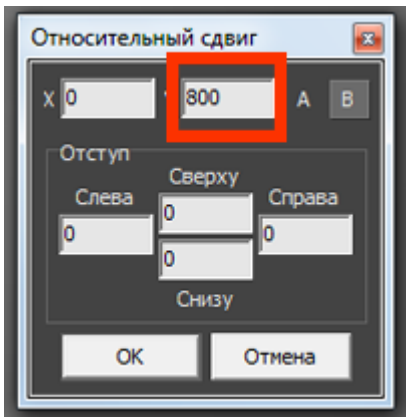 Относительный сдвиг
X 0 800 A B
Отступ
Сверху
Слева 0 Справа
0 0 0
Снизу
OK Отмена